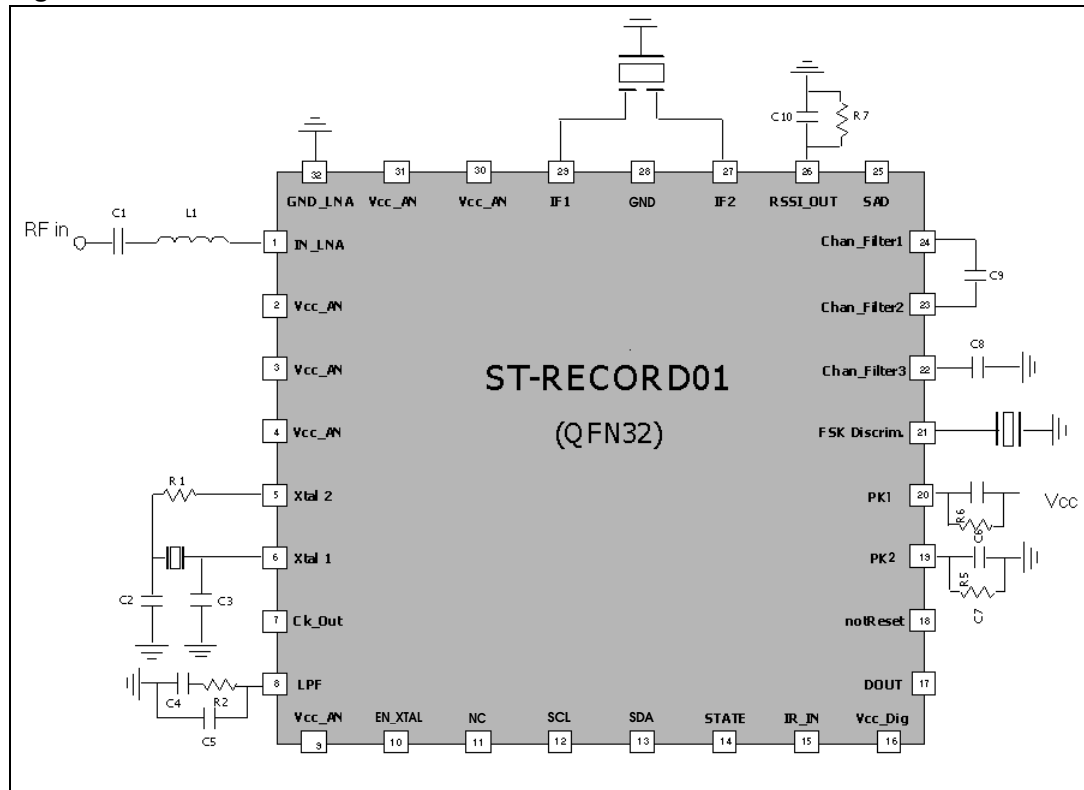 C10
R7
32
31
30
29
28
27
26
25
GND_LNA
Vcc_AN
Vcc_AN
IF1
GND
IF2
RSSI_OUT
SAD
RF in
C1
L1
1
IN_LNA
Chan_Filter1
24
C9
2
Vcc_AN
Chan_Filter2
23
3
Vcc_AN
ST-RECORD01
Chan_Filter3
22
C8
4
Vcc_AN
(QFN32)
FSK Discrim.
21
R1
5
Xtal 2
PK1
20
R6
C6
Vcc
6
Xtal 1
PK2
19
R5
C7
C2
C3
7
Ck_Out
notReset
18
8
LPF
C4
R2
C5
DOUT
17
Vcc_AN
EN_XTAL
NC
SCL
SDA
STATE
IR_IN
Vcc_Dig
9
10
11
12
13
14
15
16